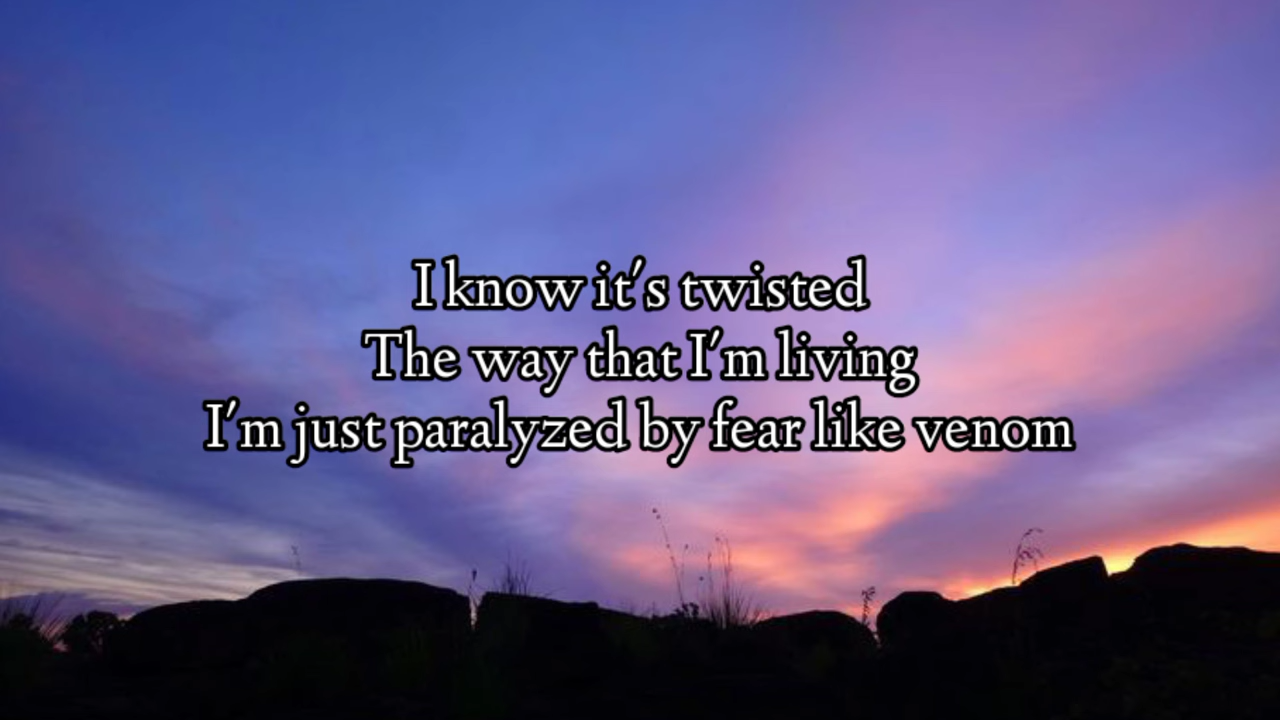 I know it's twisted
The way that I'm living
I'm just paralyzed by fear like venom